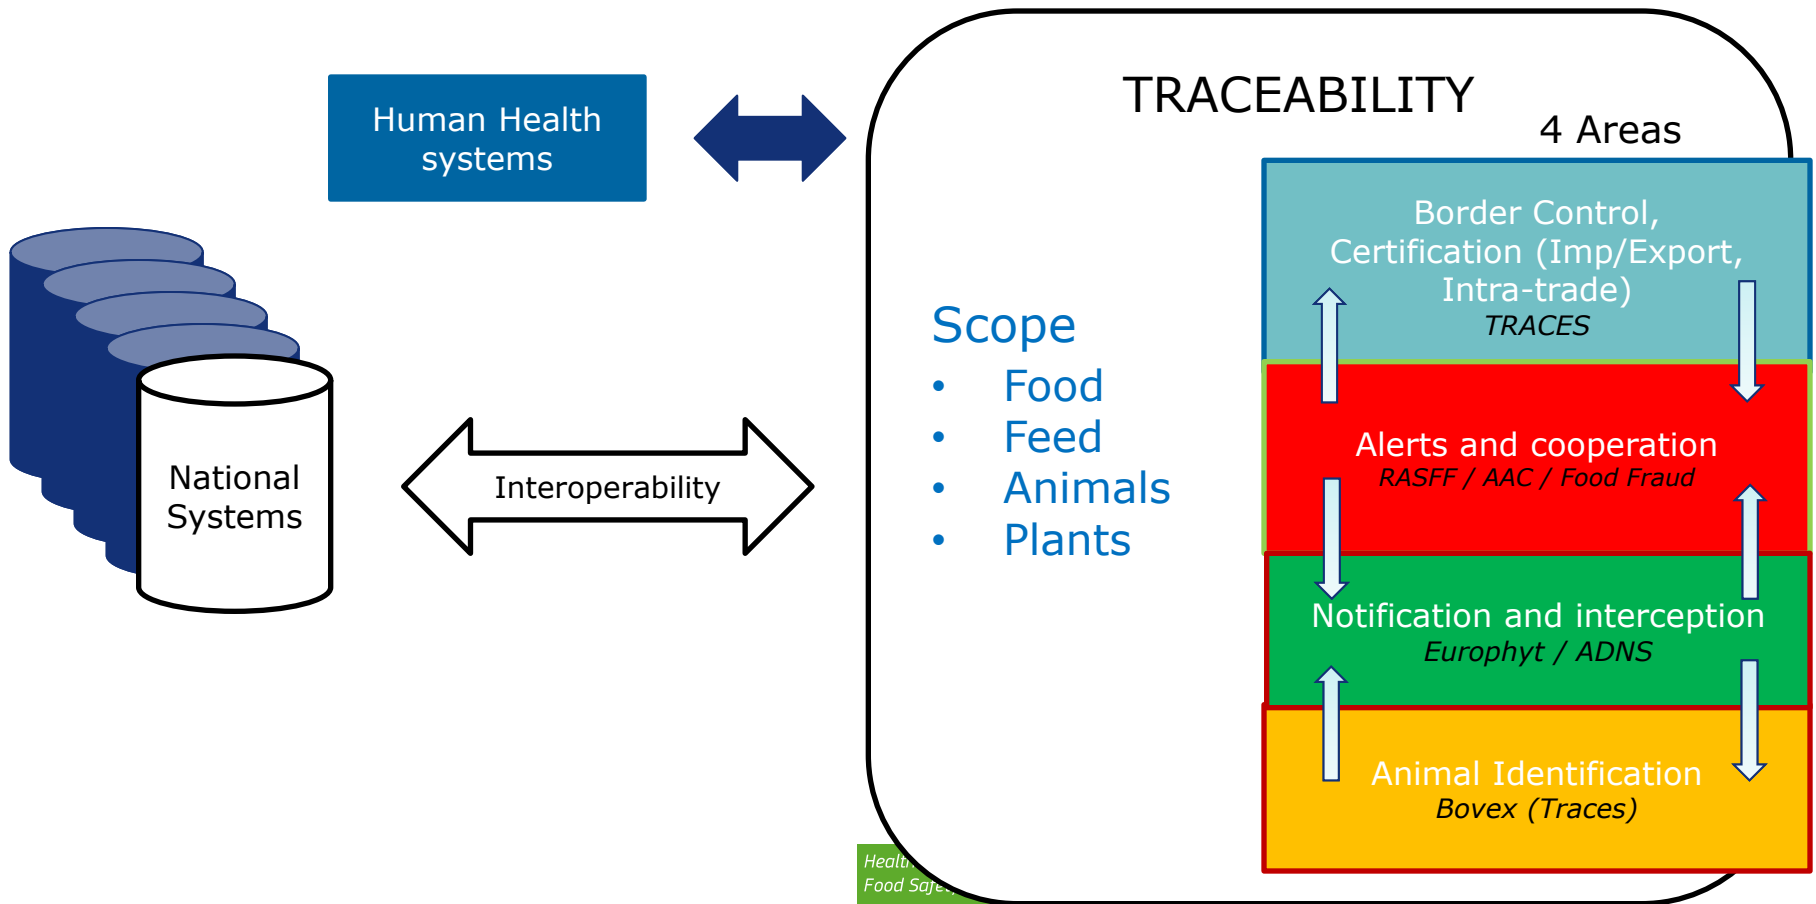 TRACEABILITY
4 Areas
Human Health
systems
Border Control,
Certification (Imp/Export,
Intra-trade)
TRACES
Scope
• Food
• Feed
• Animals
• Plants
Alerts and cooperation
RASFF / AAC / Food Fraud
National
Systems
Interoperability
Notification and interception
Europhyt / ADNS
Animal Identification
Bovex (Traces)
Food